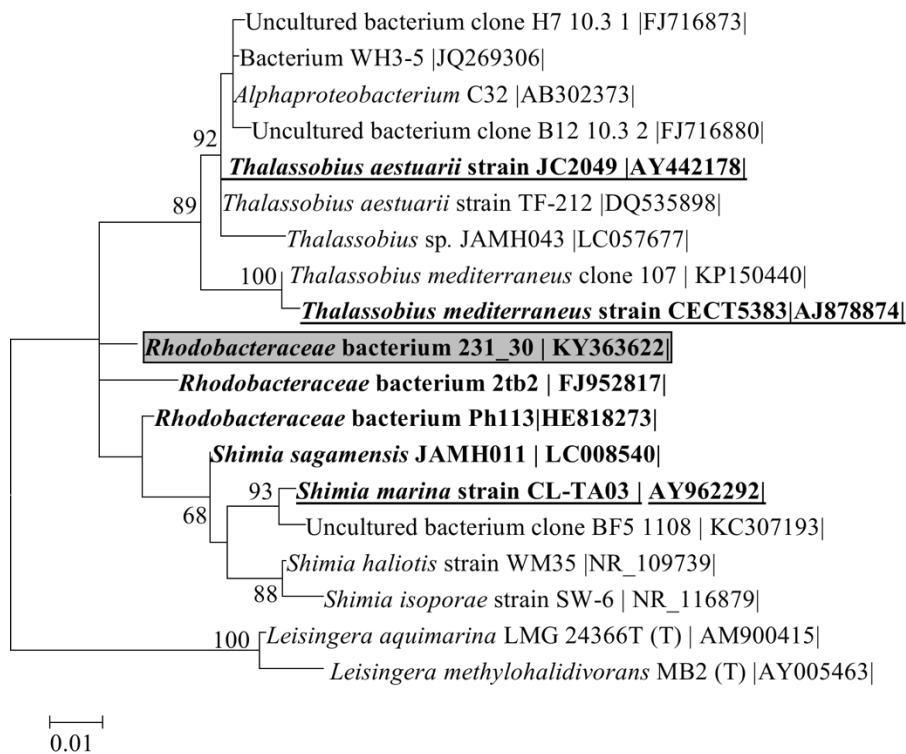 Uncultured bacterium clone H7 10.3 1 |FJ716873|
Bacterium WH3-5 |JQ269306|
Alphaproteobacterium C32 |AB302373|
Uncultured bacterium clone B12 10.3 2 |FJ716880|
92
Thalassobius aestuarii strain JC2049 |AY442178|
Thalassobius aestuarii strain TF-212 |DQ535898|
89
Thalassobius sp. JAMH043 |LC057677|
100
Thalassobius mediterraneus clone 107 | KP150440|
Thalassobius mediterraneus strain CECT5383|AJ878874|
Rhodobacteraceae bacterium 231_30 | KY363622|
Rhodobacteraceae bacterium 2tb2 | FJ952817|
Rhodobacteraceae bacterium Ph113|HE818273|
Shimia sagamensis JAMH011 | LC008540|
93
Shimia marina strain CL-TA03 | AY962292|
68
Uncultured bacterium clone BF5 1108 | KC307193|
Shimia haliotis strain WM35 |NR_109739|
88
Shimia isoporae strain SW-6 | NR_116879|
100
Leisingera aquimarina LMG 24366T (T) | AM900415|
Leisingera methylohalidivorans MB2 (T) |AY005463|
0.01